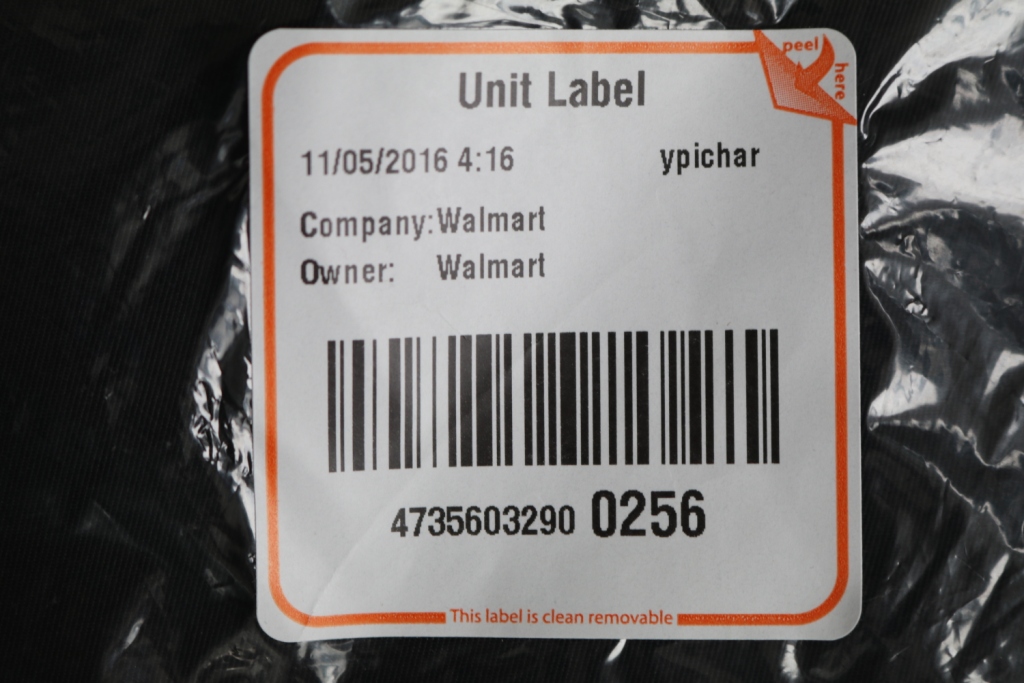 peel
here
Unit Label
11/05/2016 4:16 ypichar
Company: Walmart
Owner: Walmart
4735603290 0256
This label is clean removable